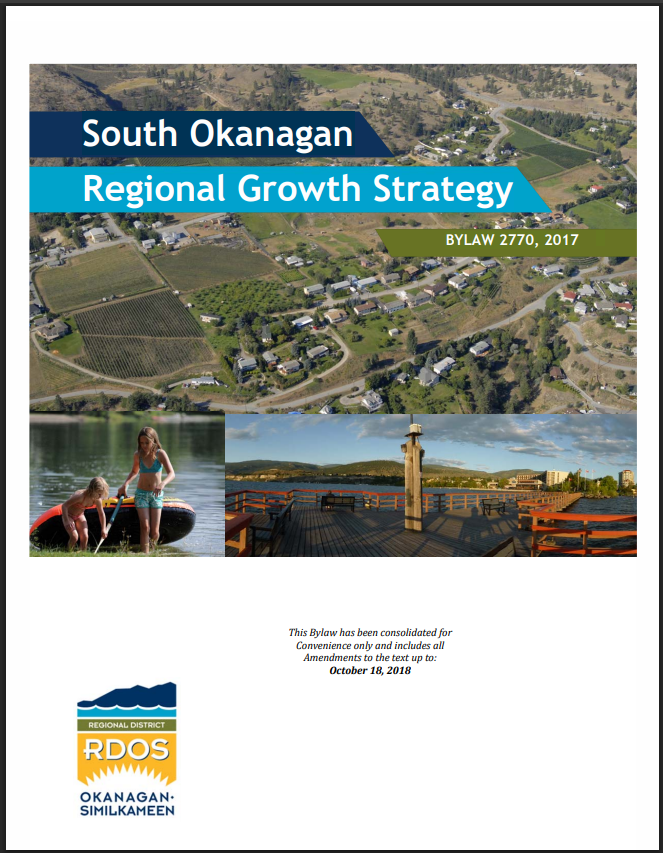 South Okanagan
Regional Growth Strategy
BYLAW 2770, 2017
This Bylaw has been consolidated for
Convenience only and includes all
Amendments to the text up to:
October 18, 2018
REGIONAL DISTRICT
RDOS
OKANAGAN-
SIMILKAMEEN